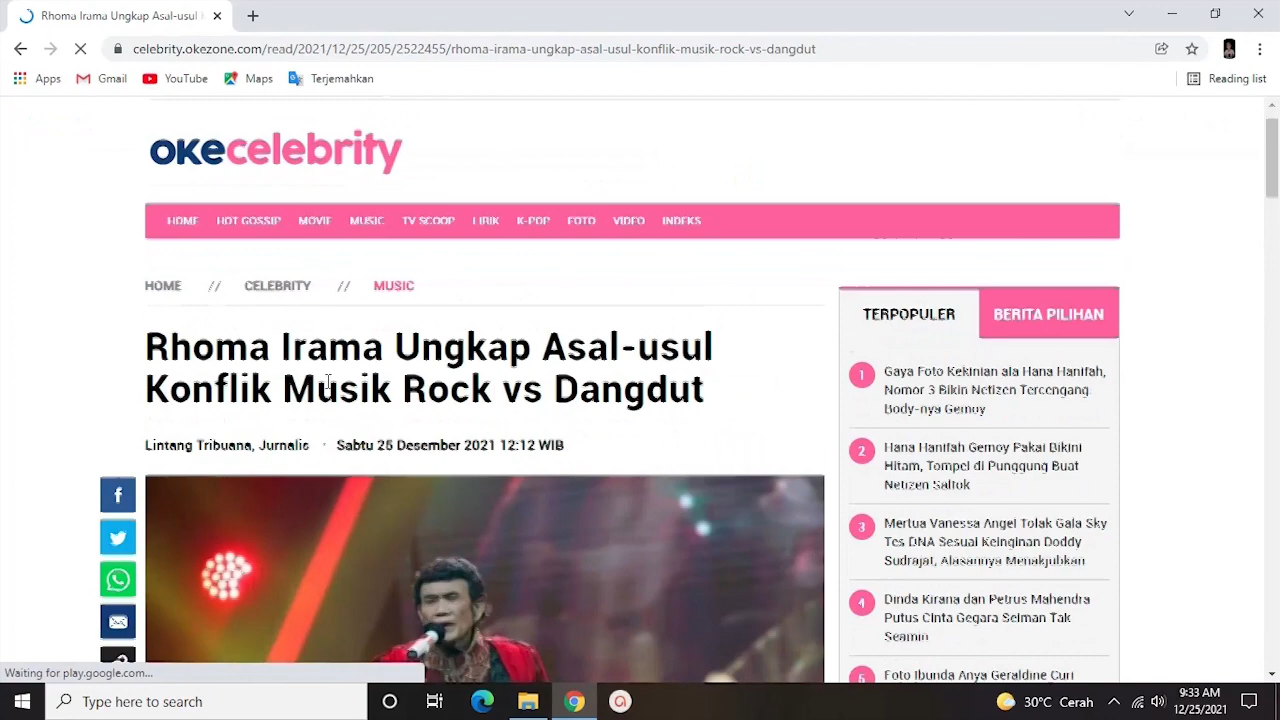 Rhoma Irama Ungkap Asal-usul
celebrity.okezone.com/read/2021/12/25/205/2522455/rhoma-irama-ungkap-asal-usul-konflik-musik-rock-vs-dangdut
Apps Gmail YouTube Maps Terjemahkan Reading list
okecelebrity
HOME HOT GOSSIP MOVIE MUSIC TV SCOOP LIRIK K-POP FOTO VIDEO INDEKS
HOME // CELEBRITY // MUSIC
Rhoma Irama Ungkap Asal-usul
Konflik Musik Rock vs Dangdut
Lintang Tribuana, Jurnalis · Sabtu 25 Desember 2021 12:12 WIB
TERPOPULER BERITA PILIHAN
1 Gaya Foto Kekinian ala Hana Hanifah,
Nomor 3 Bikin Netizen Tercengang
Body-nya Gemoy
2 Hana Hanifah Gemoy Pakai Bikini
Hitam, Tompel di Punggung Buat
Netizen Salfok
3 Mertua Vanessa Angel Tolak Gala Sky
Tes DNA Sesuai Keinginan Doddy
Sudrajat, Alasannya Menakjubkan
4 Dinda Kirana dan Petrus Mahendra
Putus Cinta Gegara Selman Tak
Seamin
5 Foto Ibunda Anya Geraldine Curi
Waiting for play.google.com...
Type here to search
30°C Cerah
9:33 AM
12/25/2021